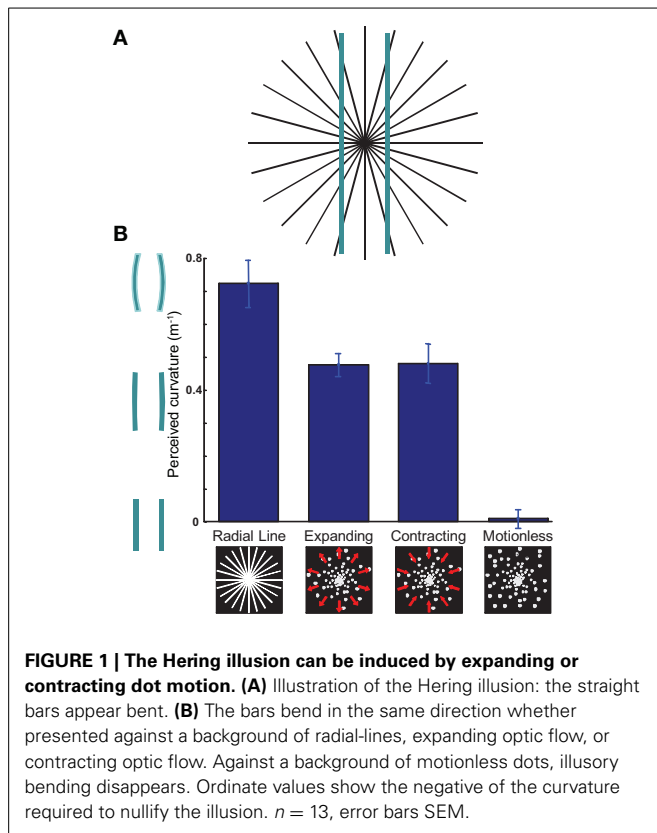 A
B
0.8
0.4
0
Perceived curvature (m⁻¹)
Radial Line Expanding Contracting Motionless
FIGURE 1 | The Hering illusion can be induced by expanding or
contracting dot motion. (A) Illustration of the Hering illusion: the straight
bars appear bent. (B) The bars bend in the same direction whether
presented against a background of radial-lines, expanding optic flow, or
contracting optic flow. Against a background of motionless dots, illusory
bending disappears. Ordinate values show the negative of the curvature
required to nullify the illusion. n = 13, error bars SEM.